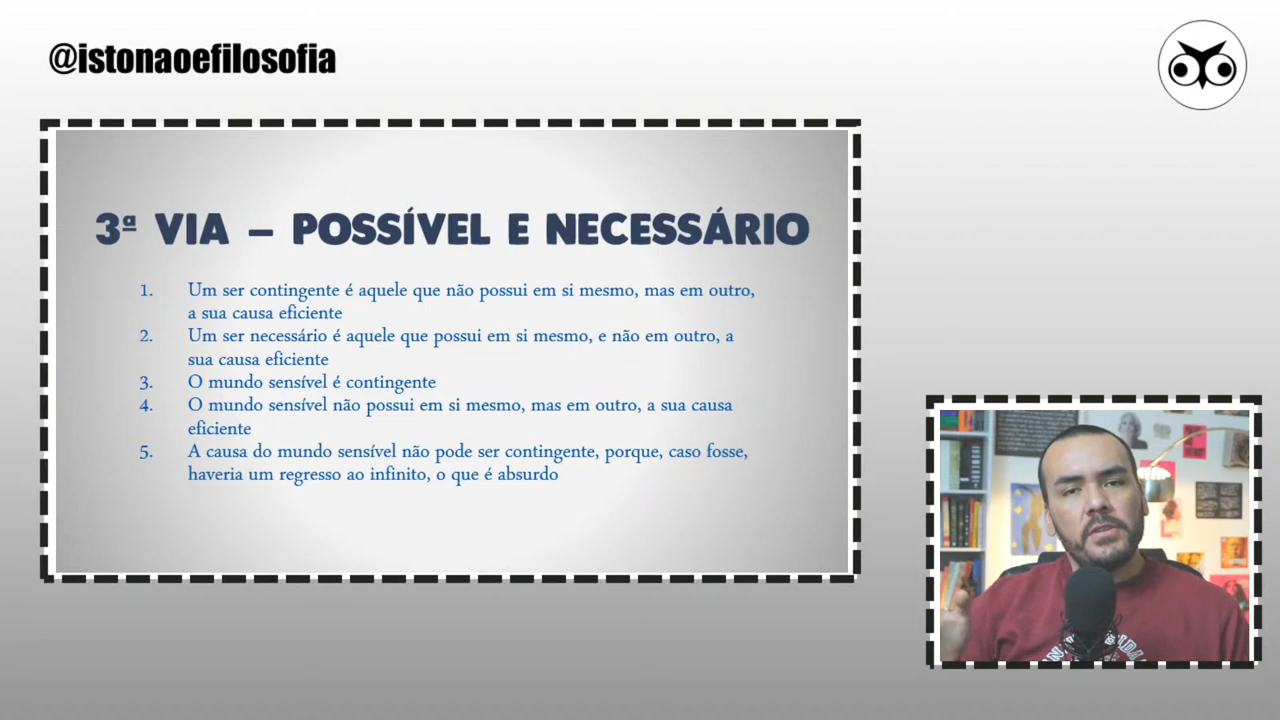 @istonaoefilosofia
3ª VIA – POSSÍVEL E NECESSÁRIO
1. Um ser contingente é aquele que não possui em si mesmo, mas em outro,
a sua causa eficiente
2. Um ser necessário é aquele que possui em si mesmo, e não em outro, a
sua causa eficiente
3. O mundo sensível é contingente
4. O mundo sensível não possui em si mesmo, mas em outro, a sua causa
eficiente
5. A causa do mundo sensível não pode ser contingente, porque, caso fosse,
haveria um regresso ao infinito, o que é absurdo